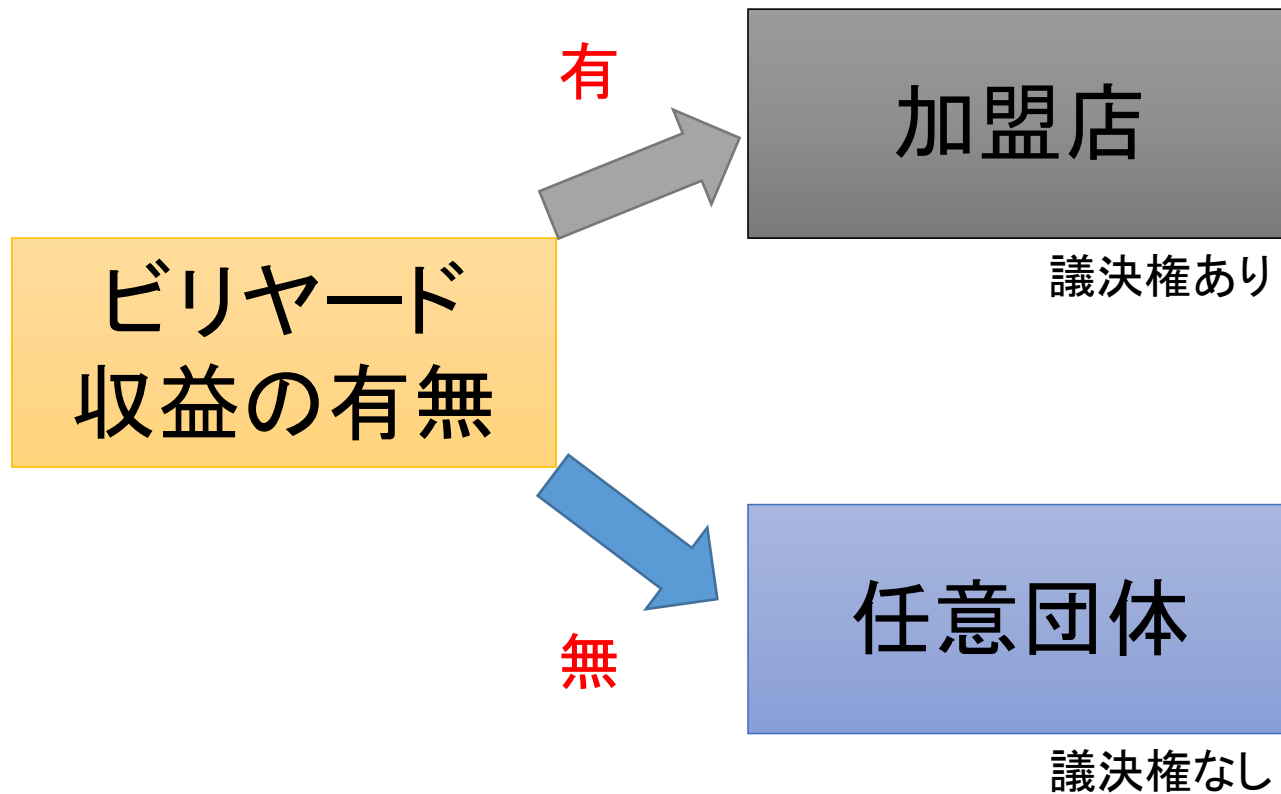 有
加盟店
議決権あり
ビリヤード
収益の有無
任意団体
無
議決権なし